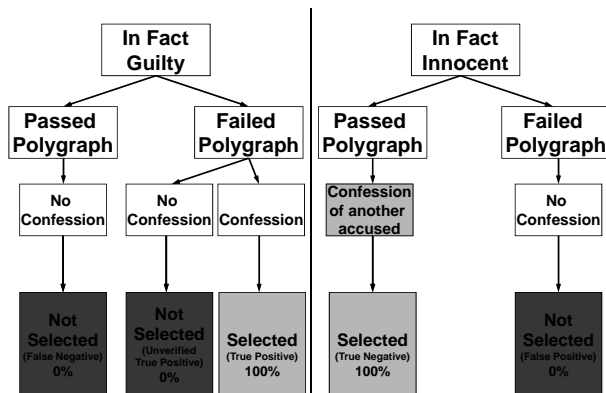 In Fact
Guilty
In Fact
Innocent
Passed
Polygraph
Failed
Polygraph
Passed
Polygraph
Failed
Polygraph
No
Confession
No
Confession
Confession
Confession
of another
accused
No
Confession
Not
Selected
(False Negative)
0%
Not
Selected
(Unverified
True Positive)
0%
Selected
(True Positive)
100%
Selected
(True Negative)
100%
Not
Selected
(False Positive)
0%